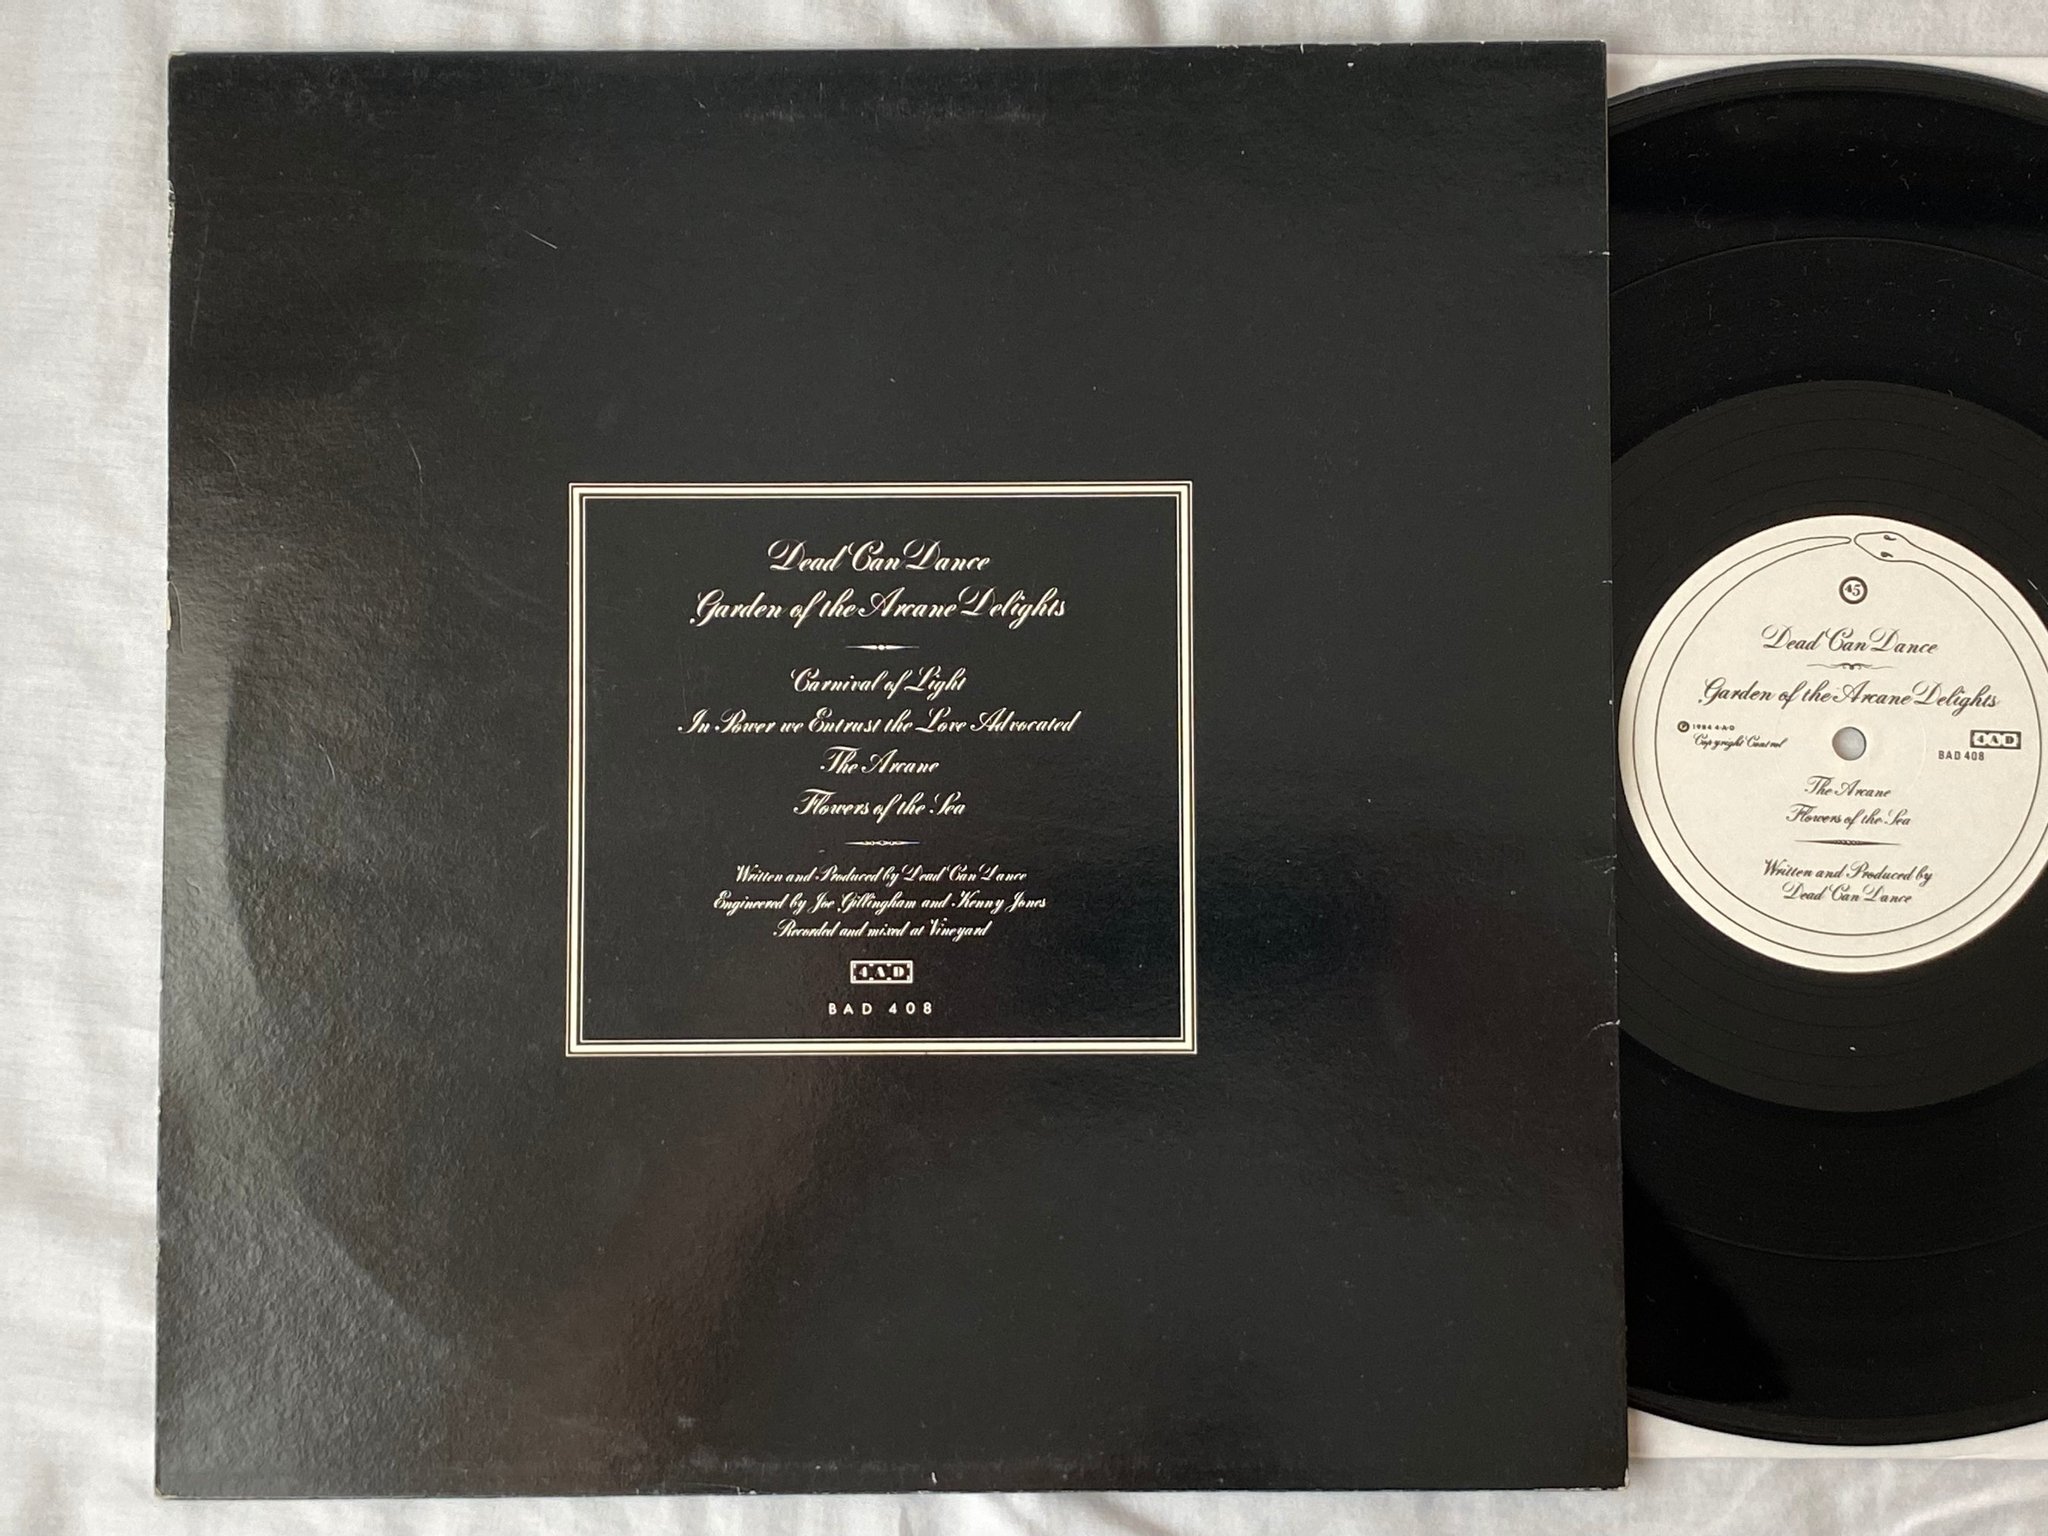 Dead Can Dance
Garden of the Arcane Delights
Carnival of Light
In Power we Entrust the Love Advocated
The Arcane
Flowers of the Sea
Written and Produced by Dead Can Dance
Engineered by Joe Gillingham and Kenny Jones
Recorded and mixed at Vineyard
4AD
BAD 408
45
Dead Can Dance
Garden of the Arcane Delights
℗ 1984 4·A·D
Copyright Control
4AD
BAD 408
The Arcane
Flowers of the Sea
Written and Produced by
Dead Can Dance